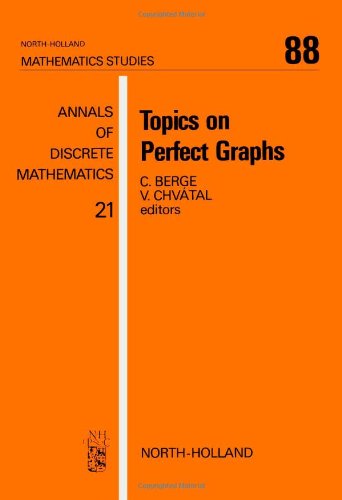 NORTH-HOLLAND
MATHEMATICS STUDIES
88
ANNALS
OF
DISCRETE
MATHEMATICS
21
Topics on
Perfect Graphs
C. BERGE
V. CHVÁTAL
editors
NORTH-HOLLAND